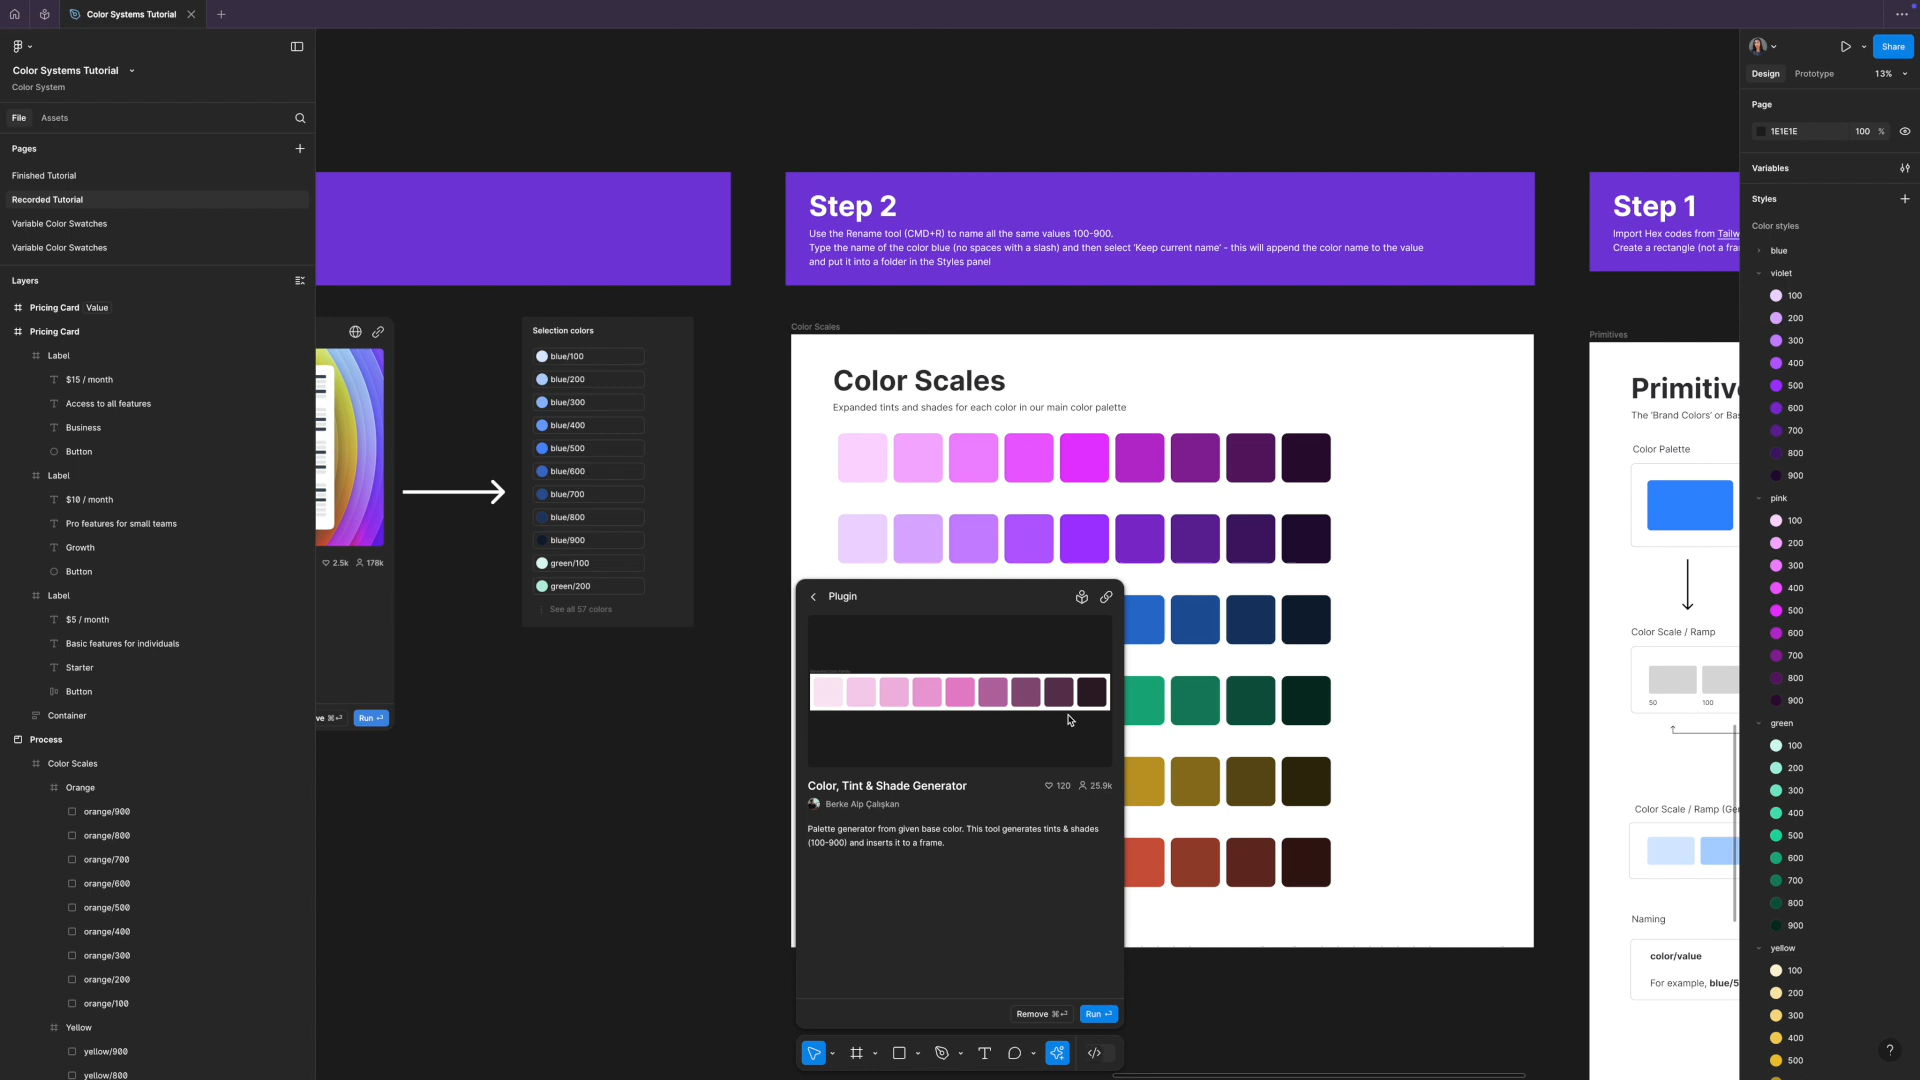 Color Systems Tutorial
Color Systems Tutorial
Color System
File
Assets
Pages
Finished Tutorial
Recorded Tutorial
Variable Color Swatches
Variable Color Swatches
Layers
Pricing Card
Value
Pricing Card
Label
$15 / month
Access to all features
Business
Button
Label
$10 / month
Pro features for small teams
Growth
Button
Label
$5 / month
Basic features for individuals
Starter
Button
Container
Process
Color Scales
Orange
orange/900
orange/800
orange/700
orange/600
orange/500
orange/400
orange/300
orange/200
orange/100
Yellow
yellow/900
yellow/800
2.5k
178k
Run
Selection colors
blue/100
blue/200
blue/300
blue/400
blue/500
blue/600
blue/700
blue/800
blue/900
green/100
green/200
See all 57 colors
Step 2
Use the Rename tool (CMD+R) to name all the same values 100-900.
Type the name of the color blue (no spaces with a slash) and then select 'Keep current name' - this will append the color name to the value
and put it into a folder in the Styles panel
Color Scales
Color Scales
Expanded tints and shades for each color in our main color palette
Plugin
Color, Tint & Shade Generator
120
25.9k
Berke Alp Çalışkan
Palette generator from given base color. This tool generates tints & shades
(100-900) and inserts it to a frame.
Remove ⌘⏎
Run ⏎
Step 1
Import Hex codes from Tailw
Create a rectangle (not a fra
Primitives
Primitiv
The 'Brand Colors' or Ba
Color Palette
Color Scale / Ramp
50
100
Color Scale / Ramp (Ge
Naming
color/value
For example, blue/5
Share
Design
Prototype
13%
Page
1E1E1E
100
%
Variables
Styles
Color styles
blue
violet
100
200
300
400
500
600
700
800
900
pink
100
200
300
400
500
600
700
800
900
green
100
200
300
400
500
600
700
800
900
yellow
100
200
300
400
500
?